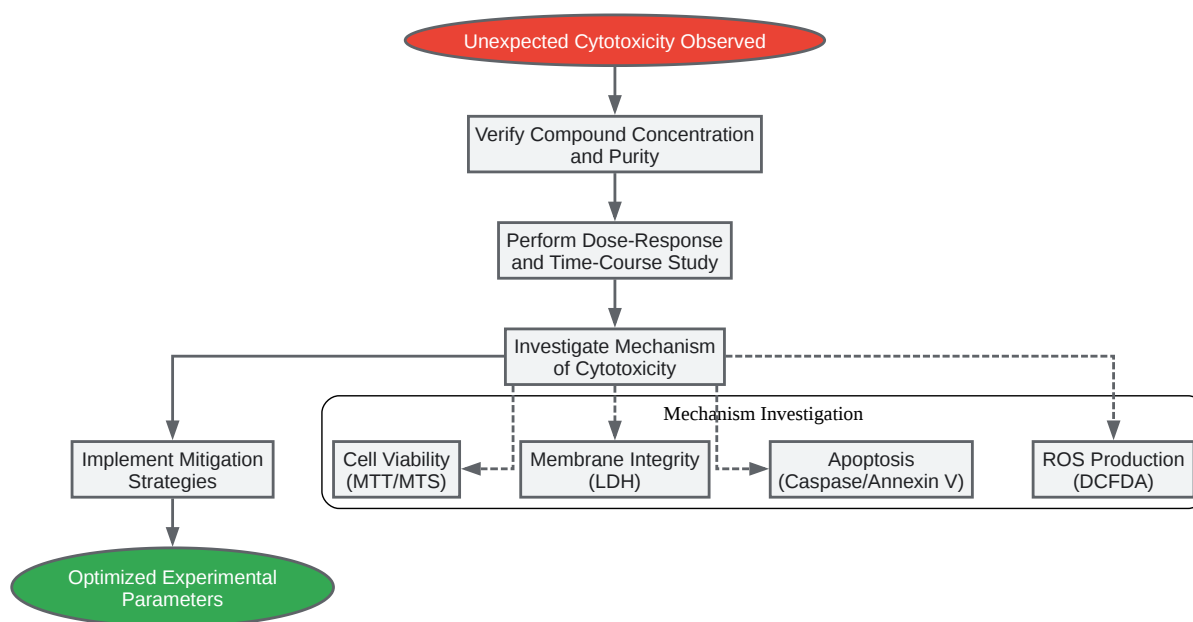 Unexpected Cytotoxicity Observed
Verify Compound Concentration
and Purity
Perform Dose-Response
and Time-Course Study
Investigate Mechanism
of Cytotoxicity
Mechanism Investigation
Implement Mitigation
Strategies
Cell Viability
(MTT/MTS)
Membrane Integrity
(LDH)
Apoptosis
(Caspase/Annexin V)
ROS Production
(DCFDA)
Optimized Experimental
Parameters